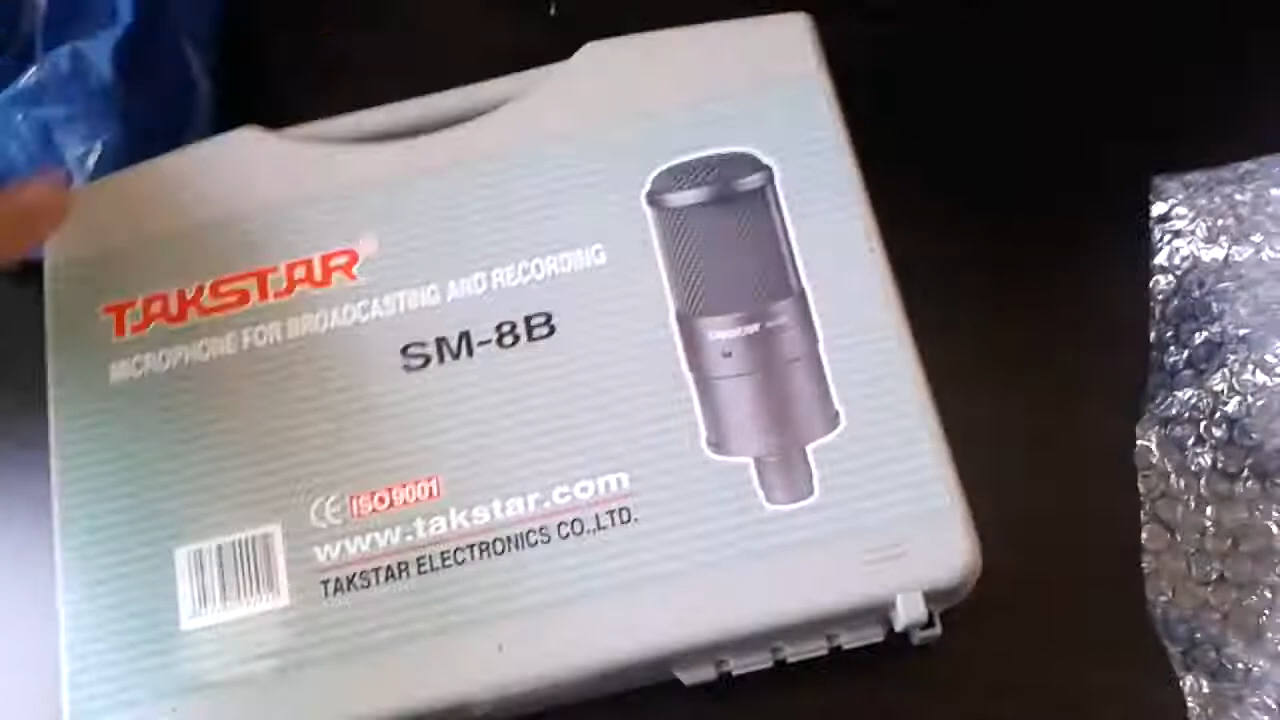 TAKSTAR
MICROPHONE FOR BROADCASTING AND RECORDING
SM-8B
CE ISO9001
www.takstar.com
TAKSTAR ELECTRONICS CO.,LTD.